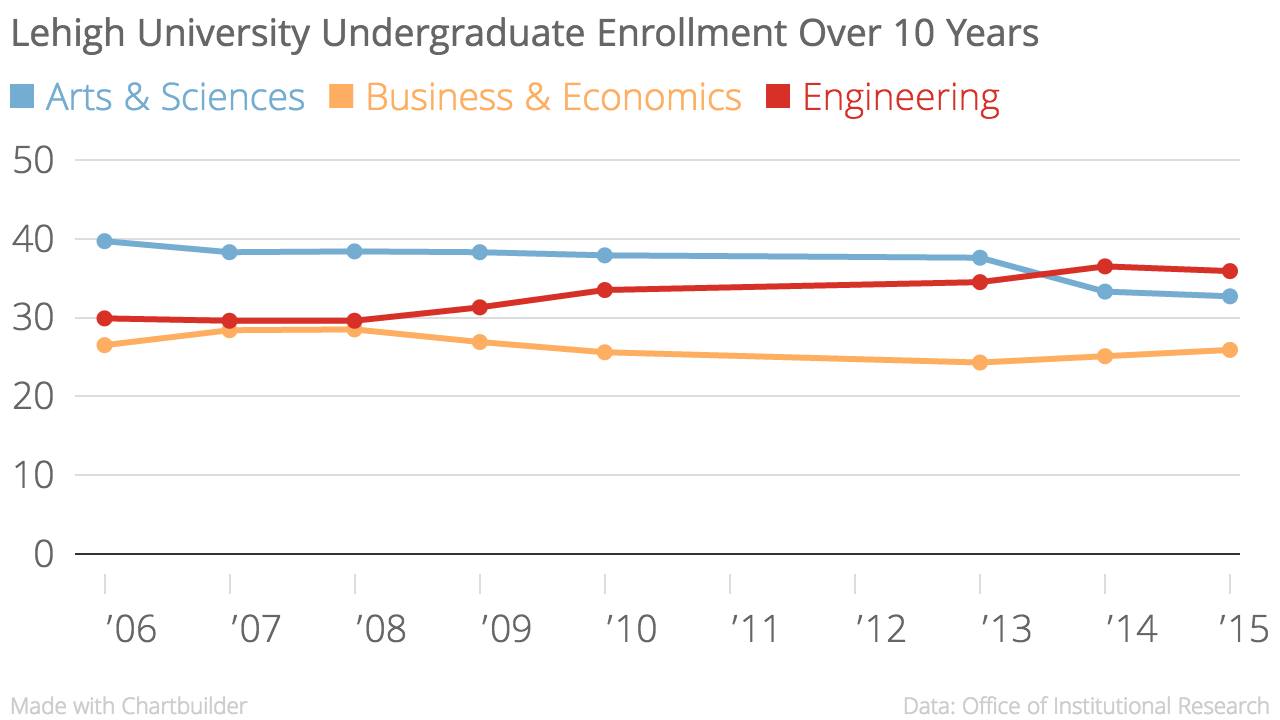 Lehigh University Undergraduate Enrollment Over 10 Years
Arts & Sciences Business & Economics Engineering
50
40
30
20
10
0
’06 ’07 ’08 ’09 ’10 ’11 ’12 ’13 ’14 ’15
Made with Chartbuilder Data: Office of Institutional Research